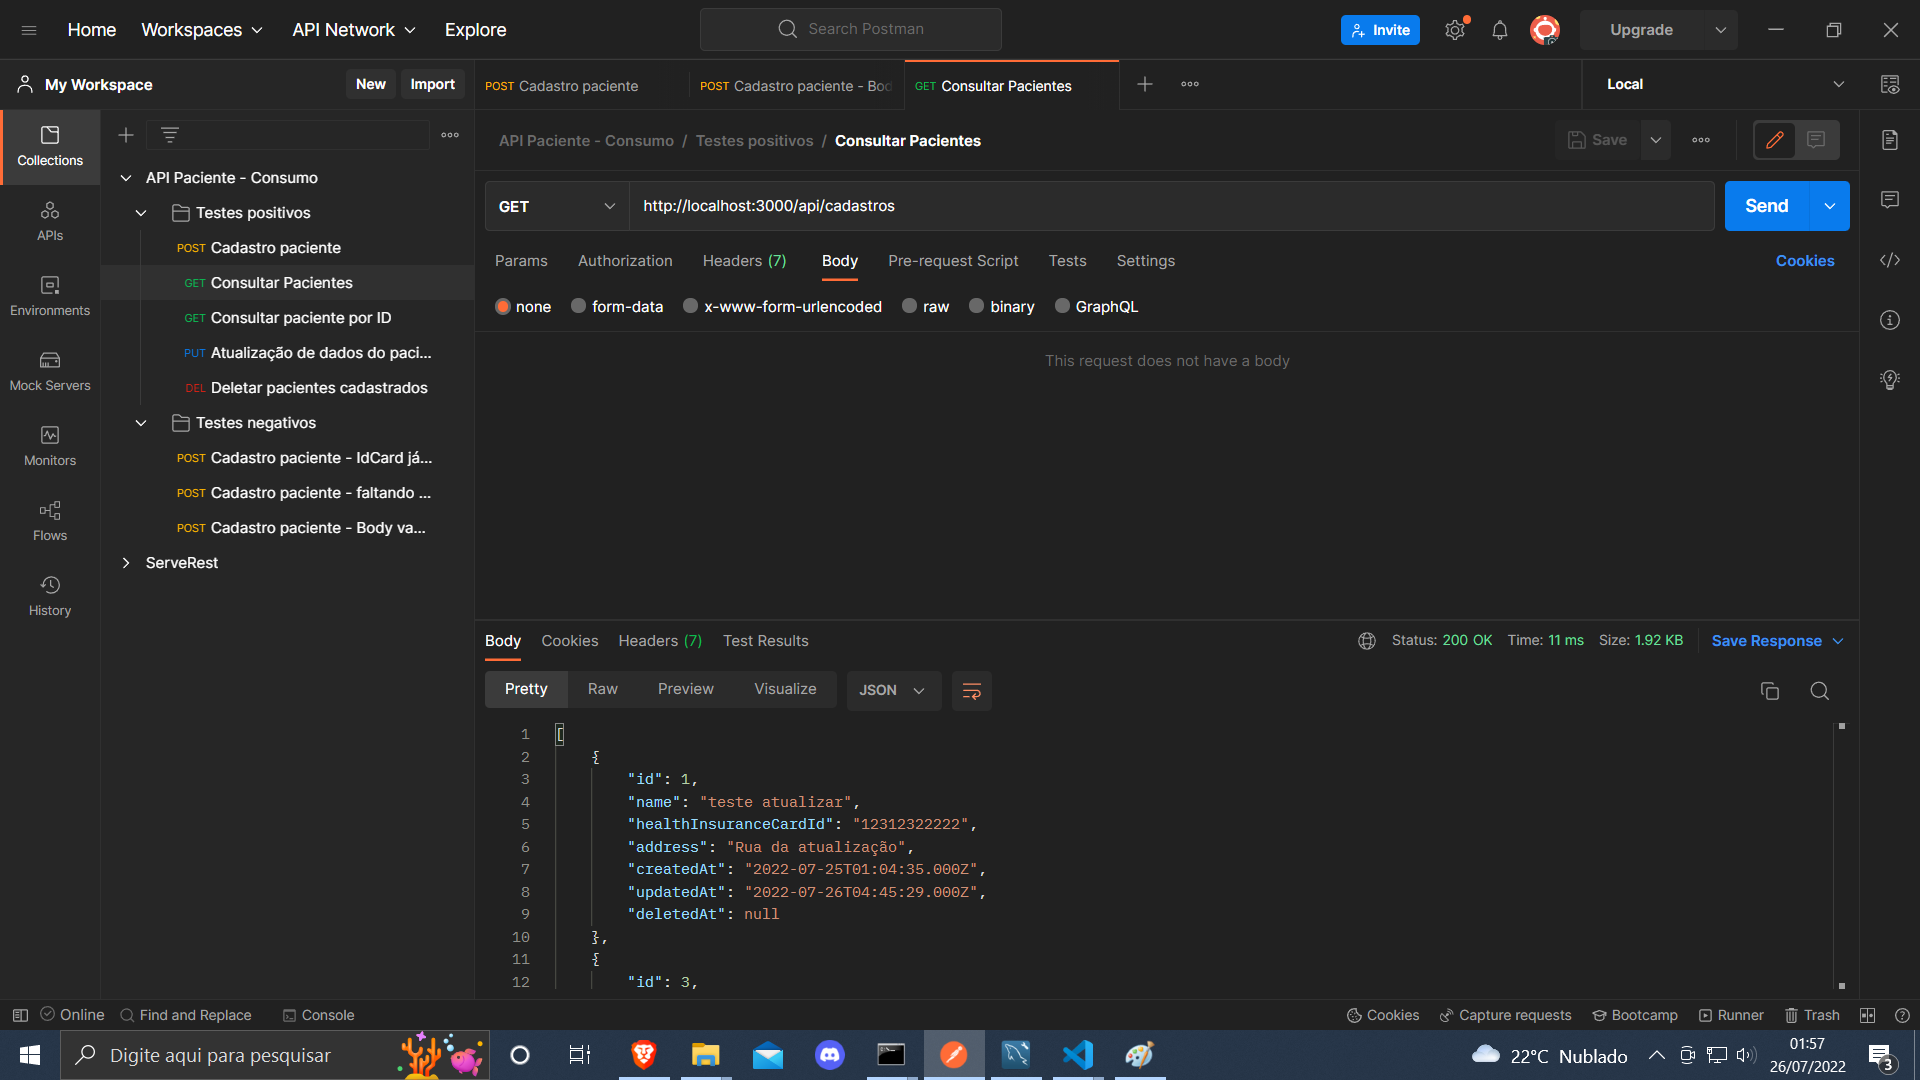 Home Workspaces API Network Explore Search Postman Invite Upgrade
My Workspace New Import POST Cadastro paciente POST Cadastro paciente - Bod GET Consultar Pacientes Local
API Paciente - Consumo / Testes positivos / Consultar Pacientes Save
Collections
APIs
Environments
Mock Servers
Monitors
Flows
History
API Paciente - Consumo
Testes positivos
POST Cadastro paciente
GET Consultar Pacientes
GET Consultar paciente por ID
PUT Atualização de dados do paci...
DEL Deletar pacientes cadastrados
Testes negativos
POST Cadastro paciente - IdCard já...
POST Cadastro paciente - faltando ...
POST Cadastro paciente - Body va...
ServeRest
GET http://localhost:3000/api/cadastros Send
Params Authorization Headers (7) Body Pre-request Script Tests Settings Cookies
none form-data x-www-form-urlencoded raw binary GraphQL
This request does not have a body
Body Cookies Headers (7) Test Results Status: 200 OK Time: 11 ms Size: 1.92 KB Save Response
Pretty Raw Preview Visualize JSON
1 [
2 {
3 "id": 1,
4 "name": "teste atualizar",
5 "healthInsuranceCardId": "12312322222",
6 "address": "Rua da atualização",
7 "createdAt": "2022-07-25T01:04:35.000Z",
8 "updatedAt": "2022-07-26T04:45:29.000Z",
9 "deletedAt": null
10 },
11 {
12 "id": 3,
Online Find and Replace Console Cookies Capture requests Bootcamp Runner Trash
Digite aqui para pesquisar 22°C Nublado 01:57
26/07/2022 3